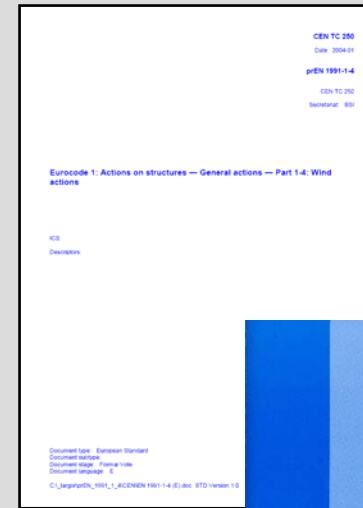 CEN TC 250
Date: 2004-01
prEN 1991-1-4
CEN TC 250
Secretariat: BSI
Eurocode 1: Actions on structures — General actions — Part 1-4: Wind
actions
ICS:
Descriptors:
Document type: European Standard
Document subtype:
Document stage: Formal Vote
Document language: E
STD Version 1.0